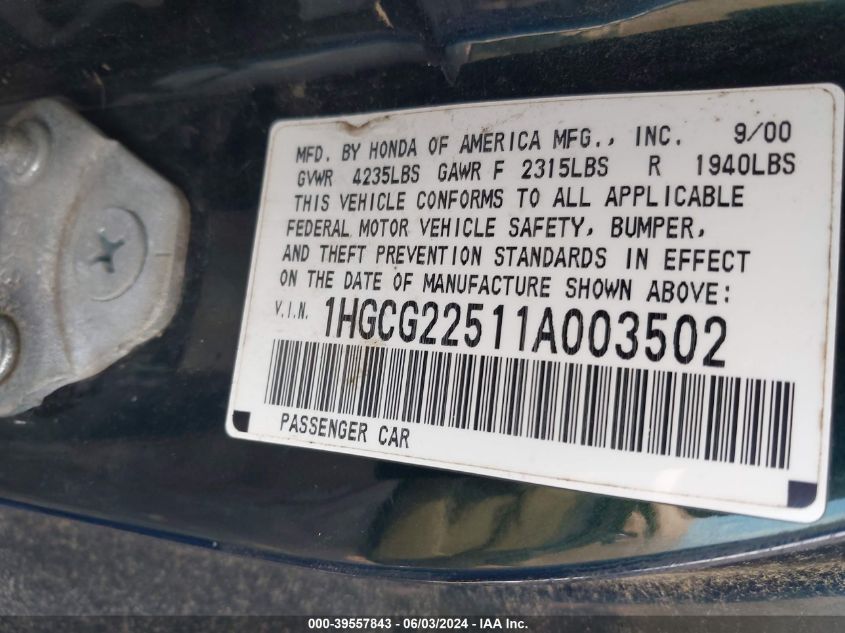 MFD. BY HONDA OF AMERICA MFG., INC. 9/00
GVWR 4235LBS GAWR F 2315LBS R 1940LBS
THIS VEHICLE CONFORMS TO ALL APPLICABLE
FEDERAL MOTOR VEHICLE SAFETY, BUMPER,
AND THEFT PREVENTION STANDARDS IN EFFECT
ON THE DATE OF MANUFACTURE SHOWN ABOVE:
V.I.N. 1HGCG22511A003502
PASSENGER CAR
000-39557843 - 06/03/2024 - IAA Inc.